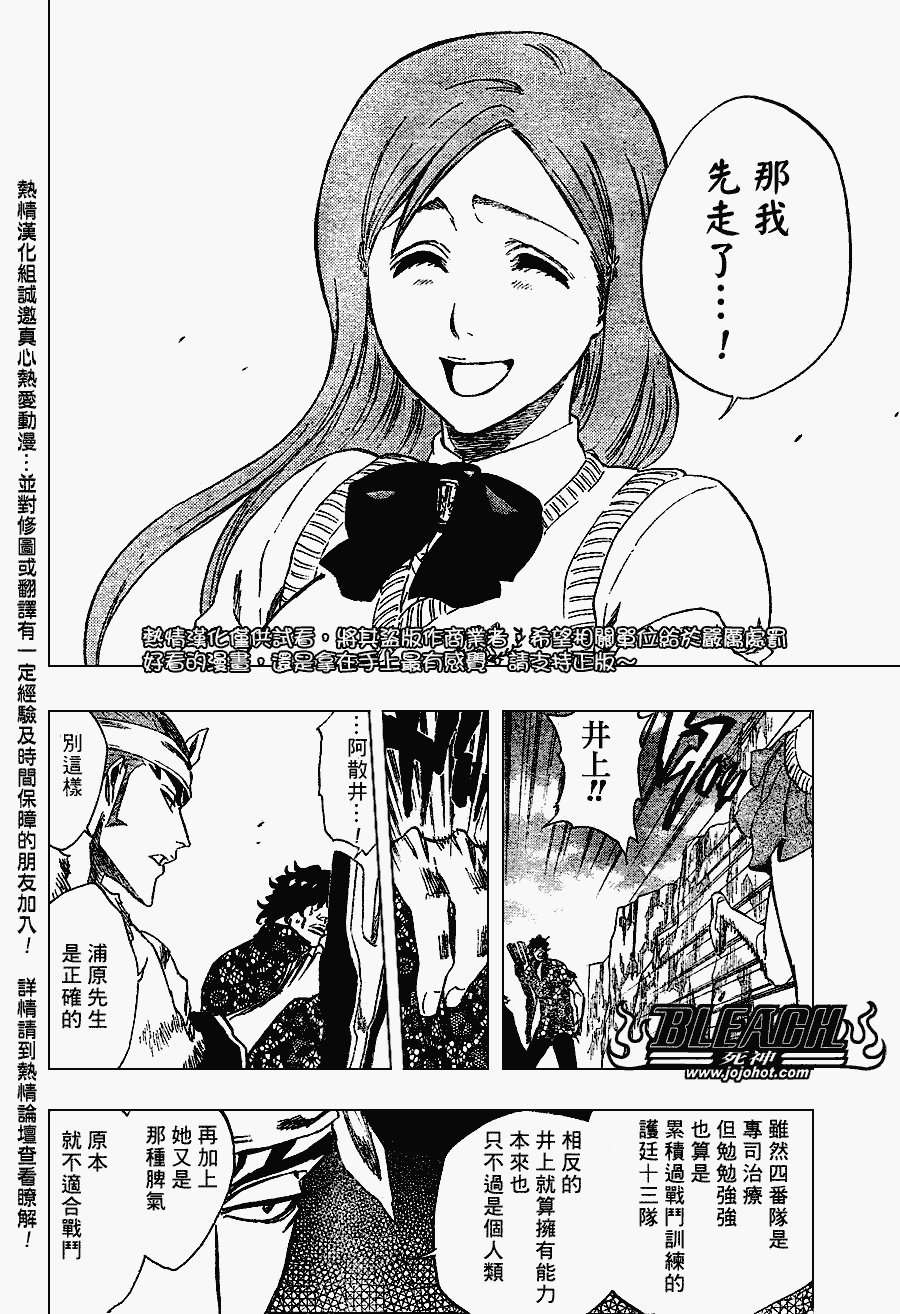 那我
先走了…！
熱情漢化僅供試看，將其盜版作商業者，希望相關單位給於嚴厲處罰
好看的漫畫，還是拿在手上最有感覺，請支持正版～
井上!!
…阿散井…！
別這樣
浦原先生
是正確的
BLEACH
死神
www.jojohot.com
雖然四番隊是
專司治療
但勉勉強強
也算是
累積過戰鬥訓練的
護廷十三隊
相反的
井上就算擁有能力
本來也
只不過是個人類
再加上
她又是
那種脾氣
原本
就不適合戰鬥
熱情漢化組誠邀真心熱愛動漫…並對修圖或翻譯有一定經驗及時間保障的朋友加入！ 詳情請到熱情論壇查看瞭解！